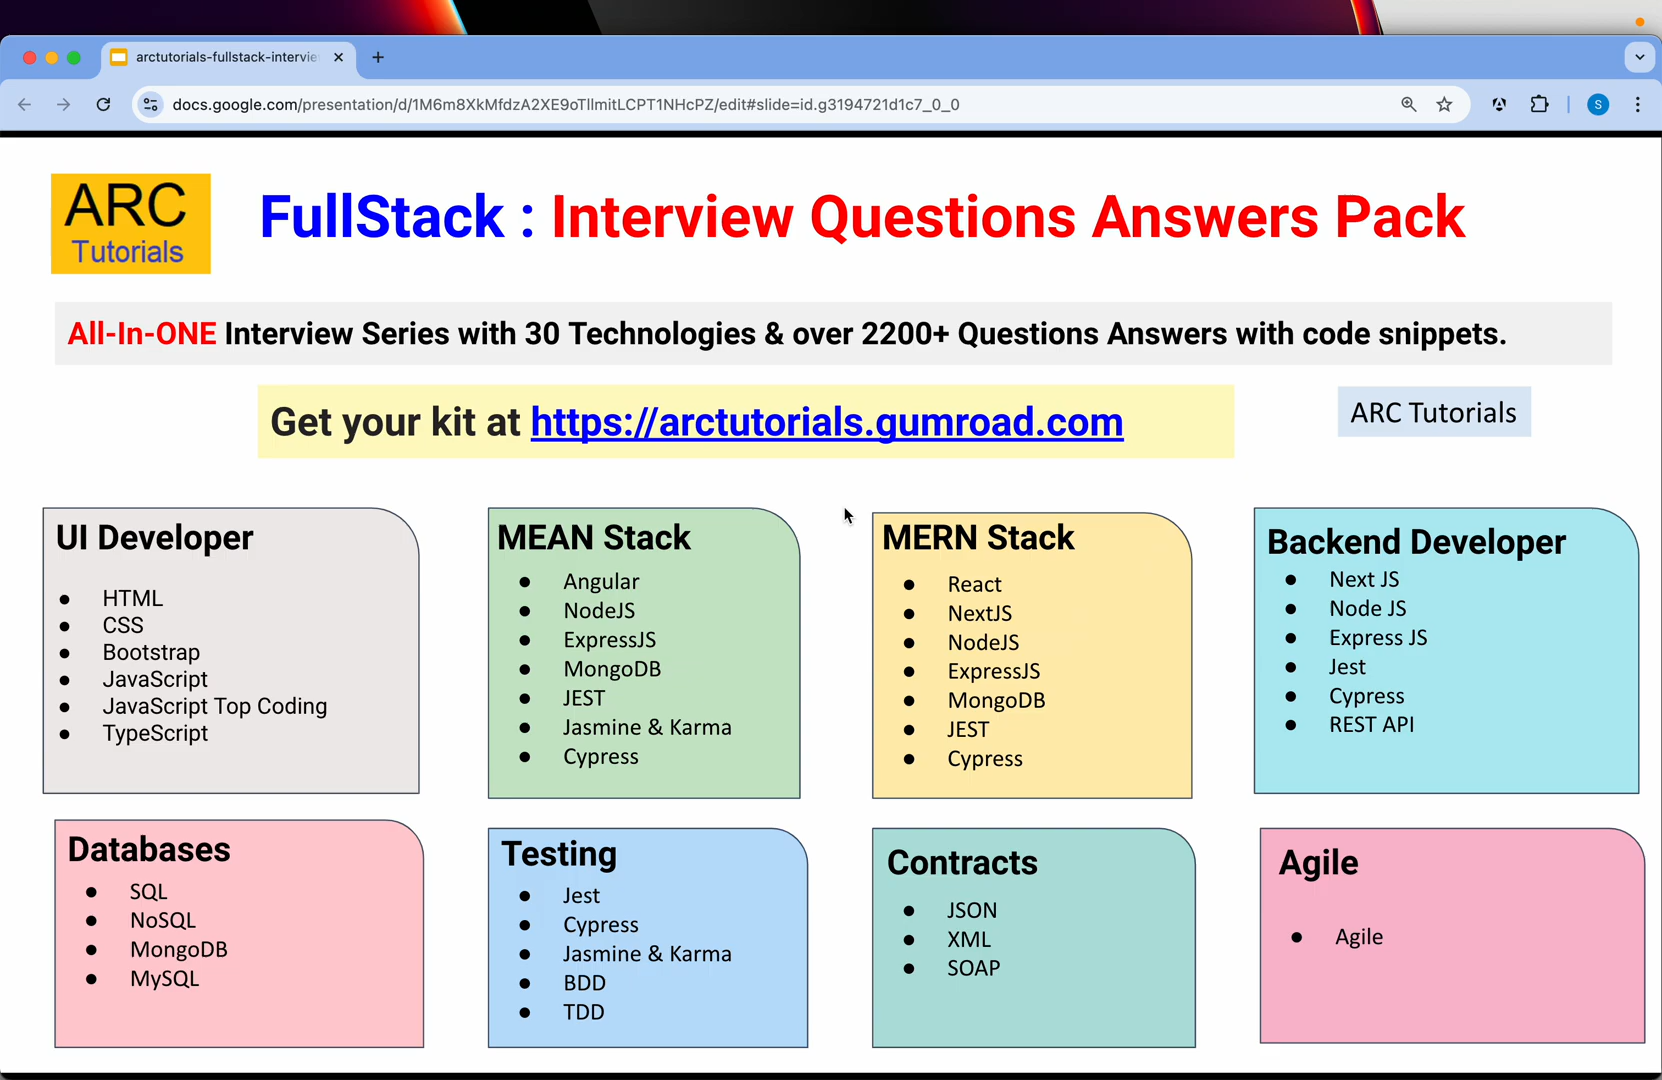 arctutorials-fullstack-intervie
docs.google.com/presentation/d/1M6m8XkMfdzA2XE9oTllmitLCPT1NHcPZ/edit#slide=id.g3194721d1c7_0_0
S
ARC
Tutorials
FullStack : Interview Questions Answers Pack
All-In-ONE Interview Series with 30 Technologies & over 2200+ Questions Answers with code snippets.
Get your kit at https://arctutorials.gumroad.com
ARC Tutorials
UI Developer
● HTML
● CSS
● Bootstrap
● JavaScript
● JavaScript Top Coding
● TypeScript
MEAN Stack
● Angular
● NodeJS
● ExpressJS
● MongoDB
● JEST
● Jasmine & Karma
● Cypress
MERN Stack
● React
● NextJS
● NodeJS
● ExpressJS
● MongoDB
● JEST
● Cypress
Backend Developer
● Next JS
● Node JS
● Express JS
● Jest
● Cypress
● REST API
Databases
● SQL
● NoSQL
● MongoDB
● MySQL
Testing
● Jest
● Cypress
● Jasmine & Karma
● BDD
● TDD
Contracts
● JSON
● XML
● SOAP
Agile
● Agile